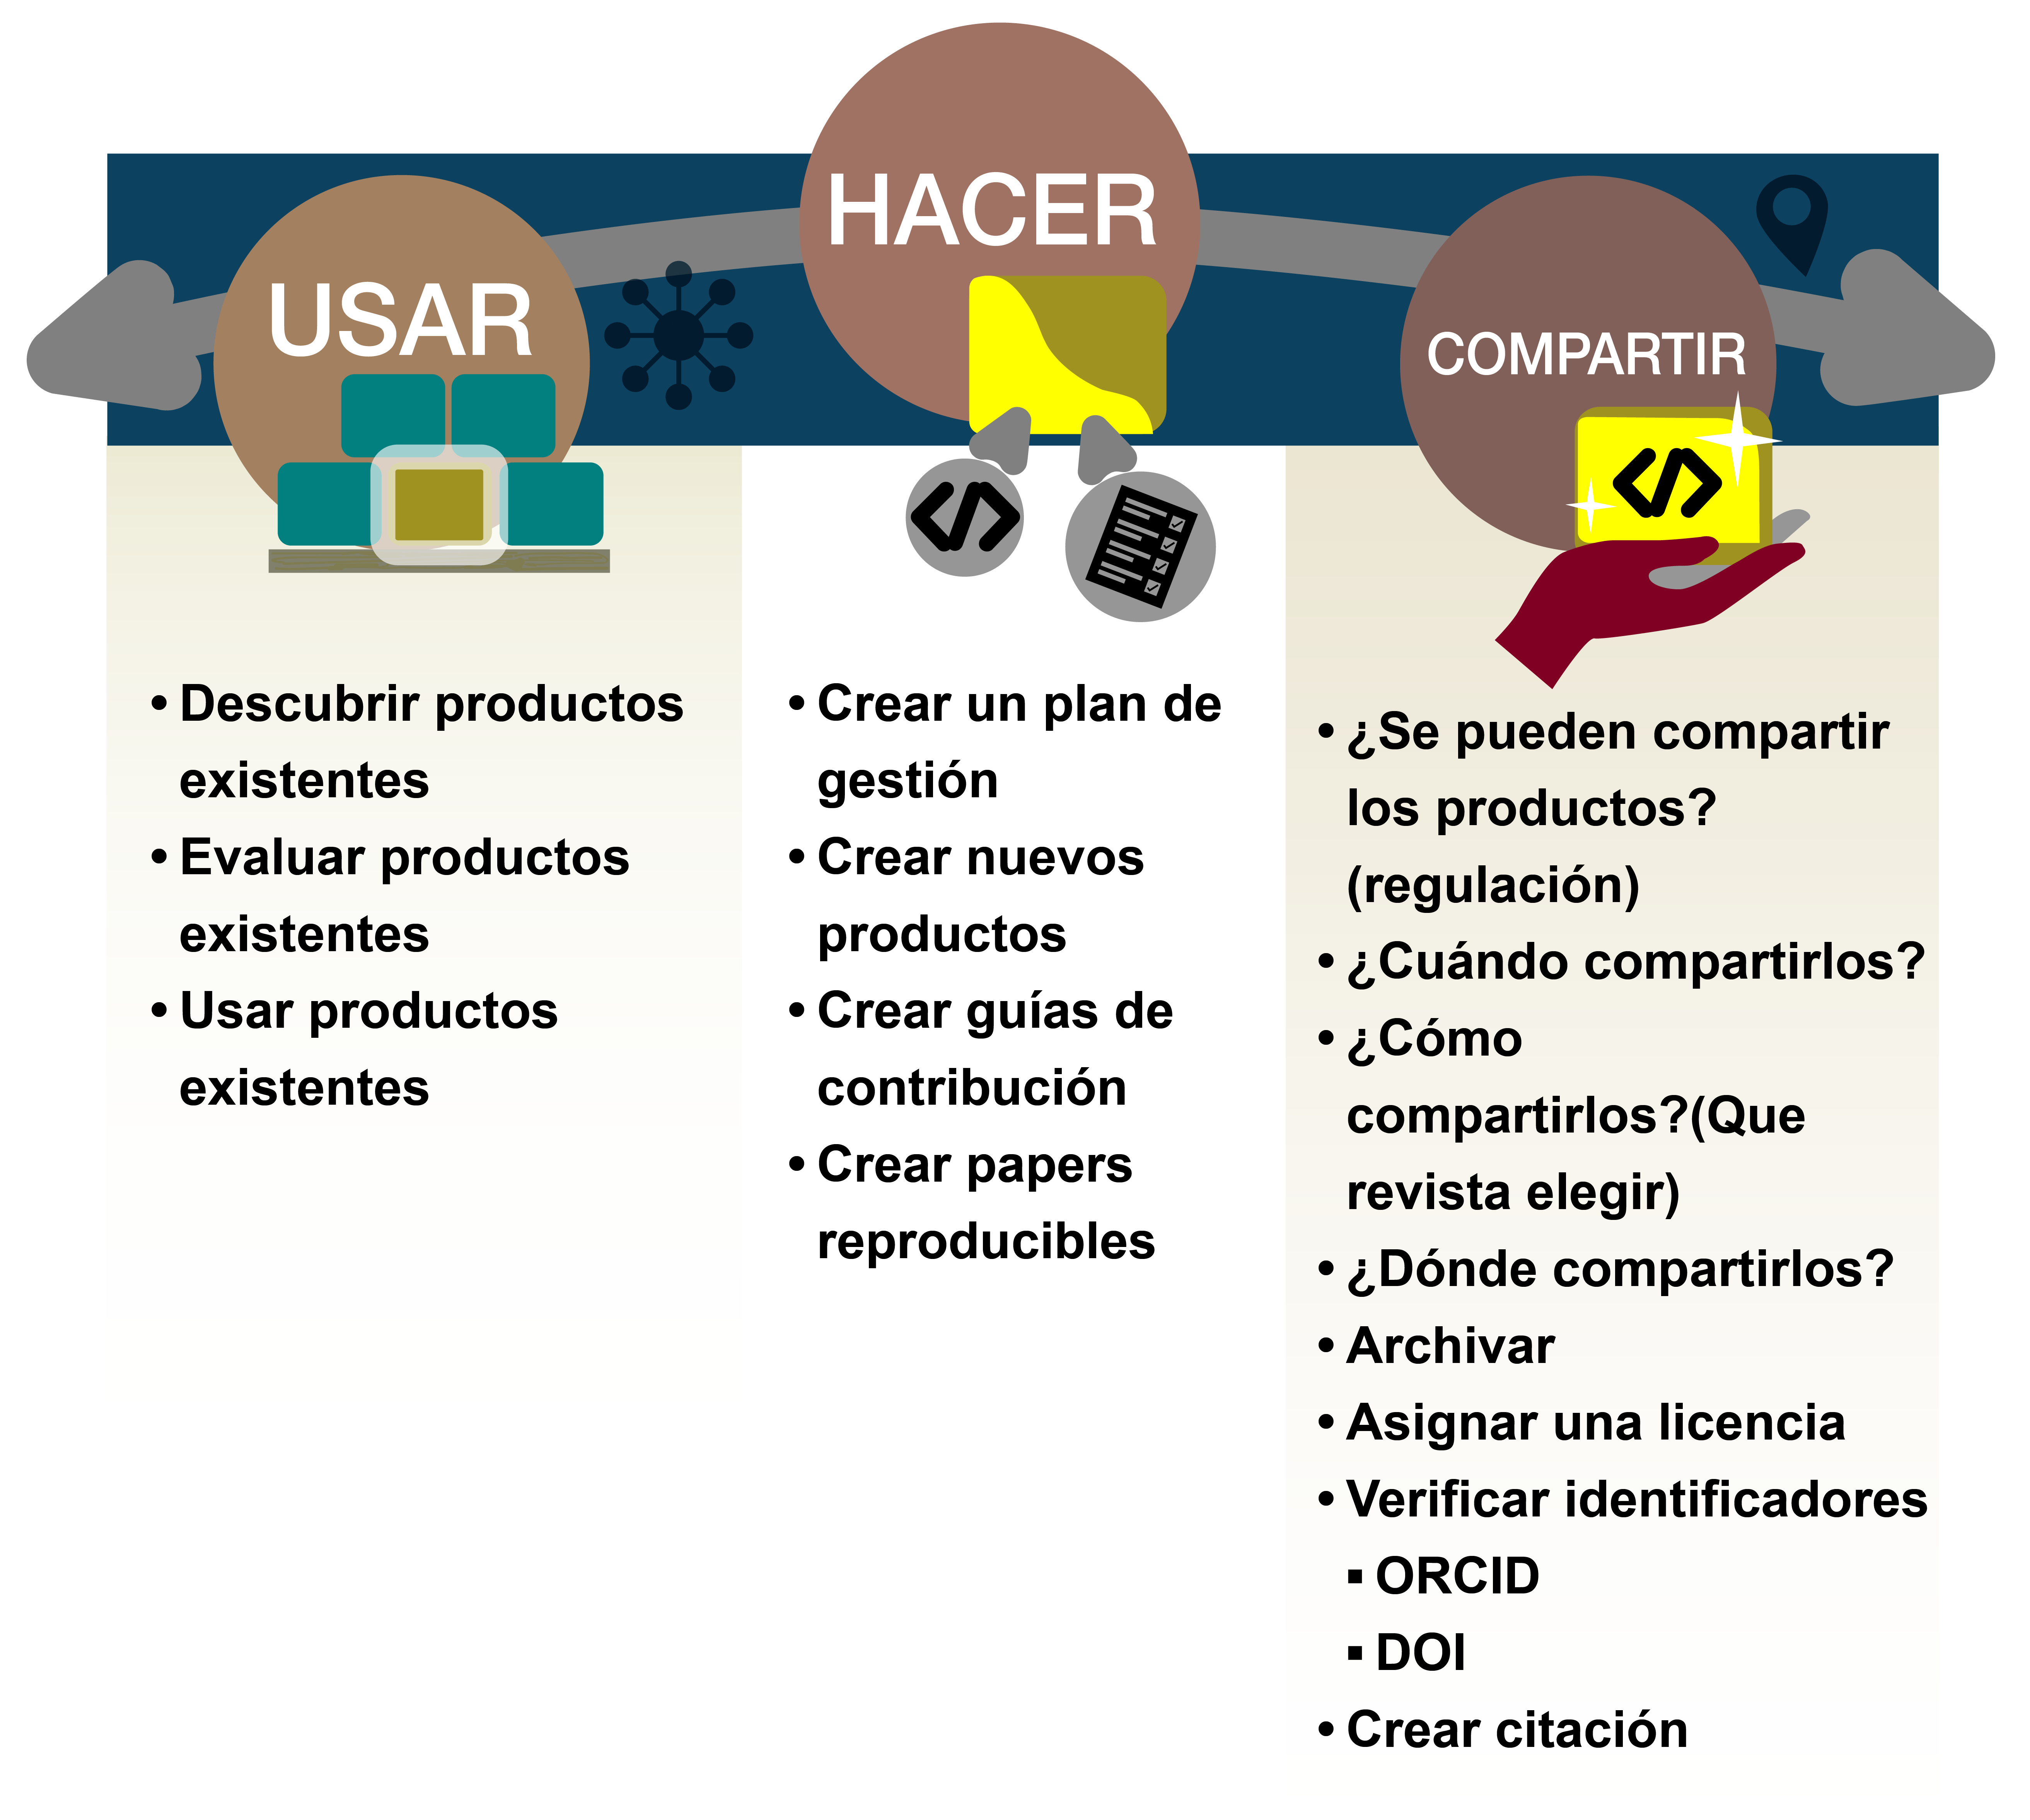 USAR
HACER
COMPARTIR
• Descubrir productos
existentes
• Evaluar productos
existentes
• Usar productos
existentes
• Crear un plan de
gestión
• Crear nuevos
productos
• Crear guías de
contribución
• Crear papers
reproducibles
• ¿Se pueden compartir
los productos?
(regulación)
• ¿Cuándo compartirlos?
• ¿Cómo
compartirlos?(Que
revista elegir)
• ¿Dónde compartirlos?
• Archivar
• Asignar una licencia
• Verificar identificadores
▪ ORCID
▪ DOI
• Crear citación